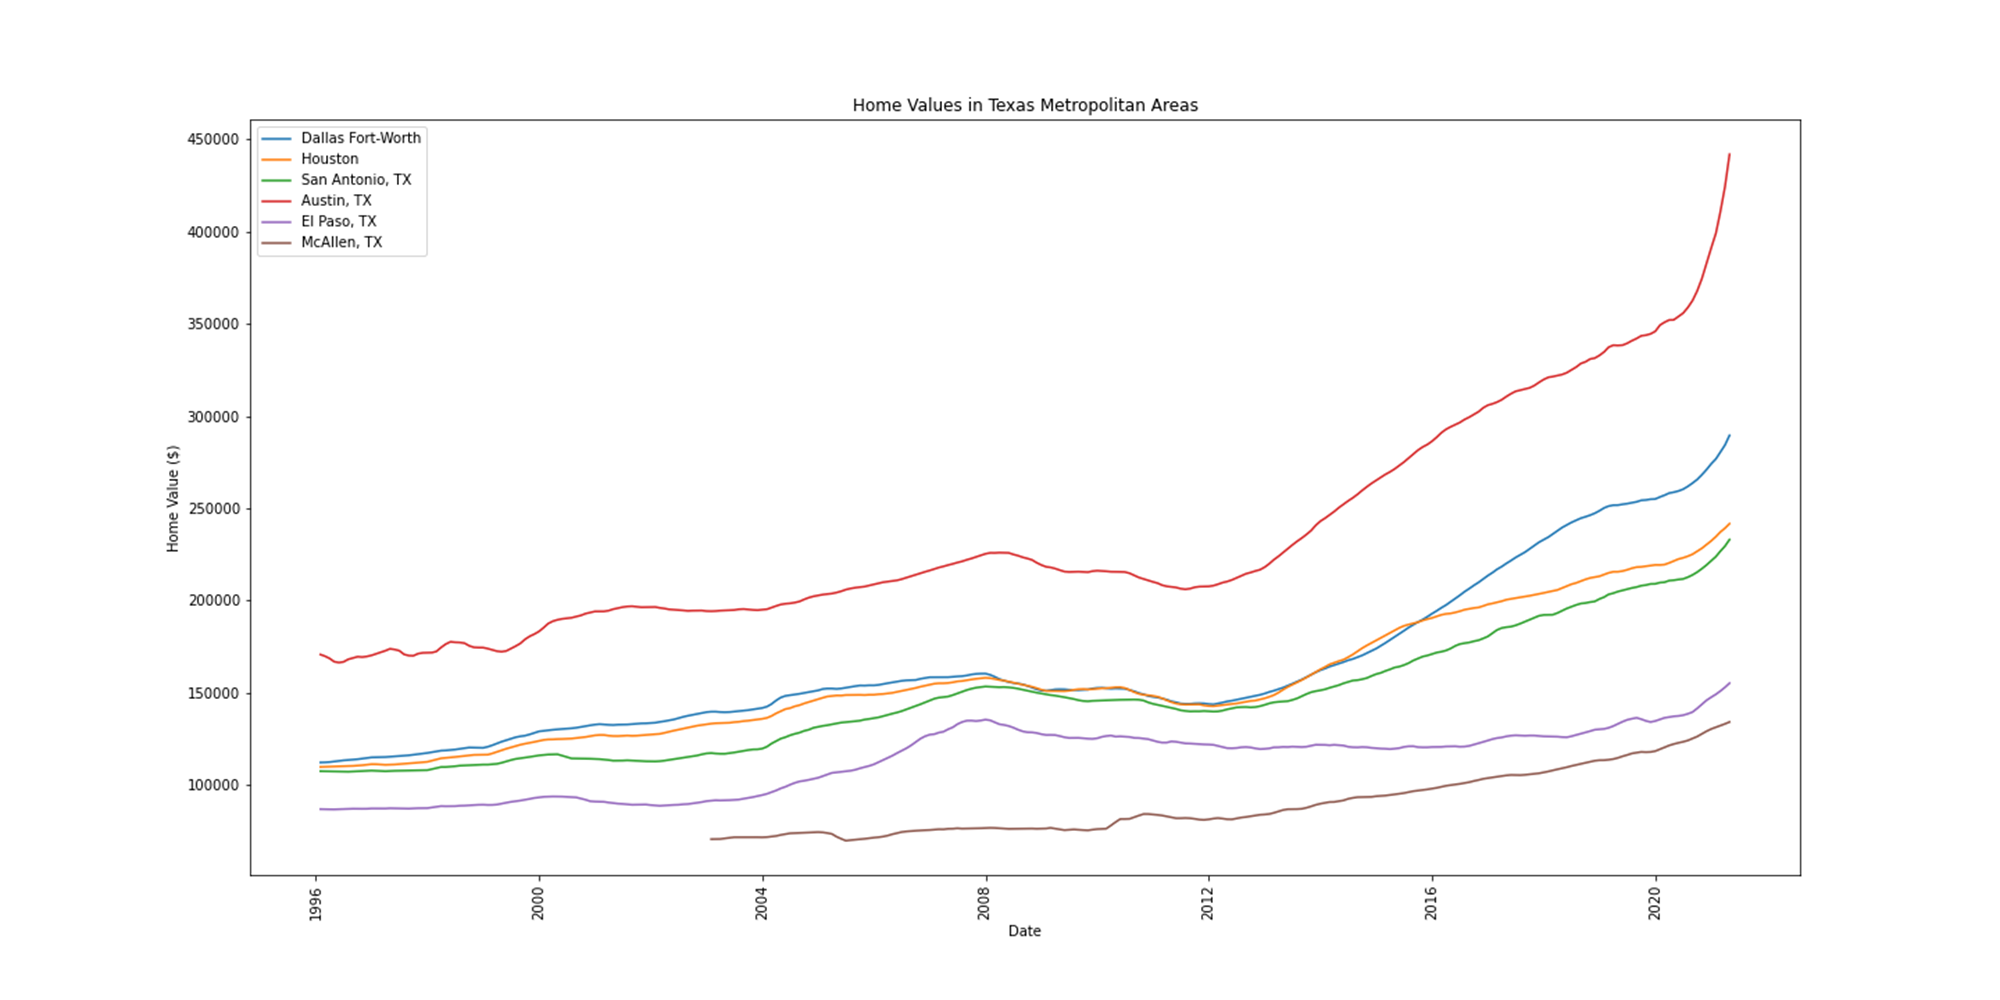 Home Values in Texas Metropolitan Areas
Dallas Fort-Worth
Houston
San Antonio, TX
Austin, TX
El Paso, TX
McAllen, TX
450000
400000
350000
300000
250000
200000
150000
100000
Home Value ($)
1996
2000
2004
2008
2012
2016
2020
Date